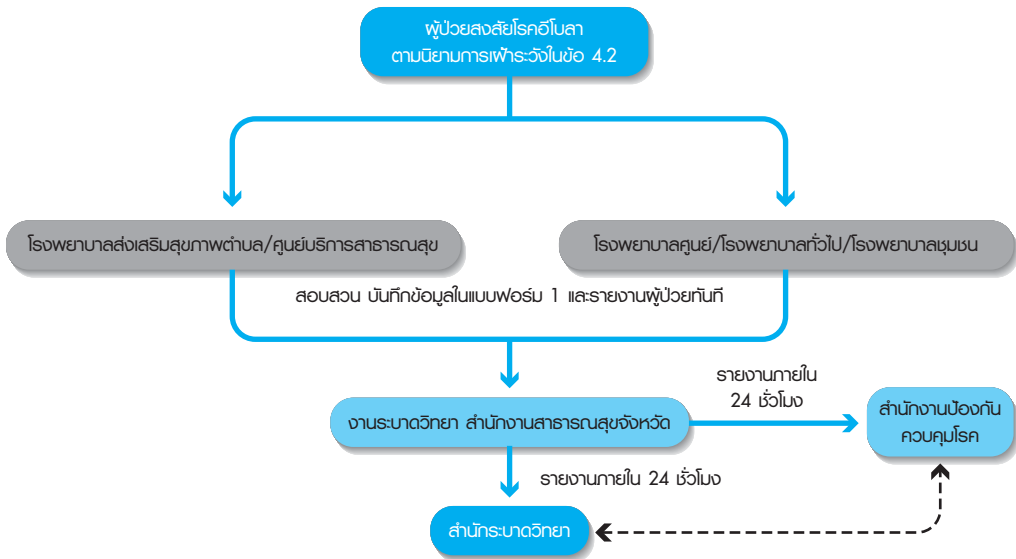 ผู้ป่วยสงสัยโรคอีโบลา
ตามนิยามการเฝ้าระวังในข้อ 4.2
โรงพยาบาลส่งเสริมสุขภาพตำบล/ศูนย์บริการสาธารณสุข
โรงพยาบาลศูนย์/โรงพยาบาลทั่วไป/โรงพยาบาลชุมชน
สอบสวน บันทึกข้อมูลในแบบฟอร์ม 1 และรายงานผู้ป่วยทันที
งานระบาดวิทยา สำนักงานสาธารณสุขจังหวัด
รายงานภายใน
24 ชั่วโมง
สำนักงานป้องกัน
ควบคุมโรค
รายงานภายใน 24 ชั่วโมง
สำนักระบาดวิทยา